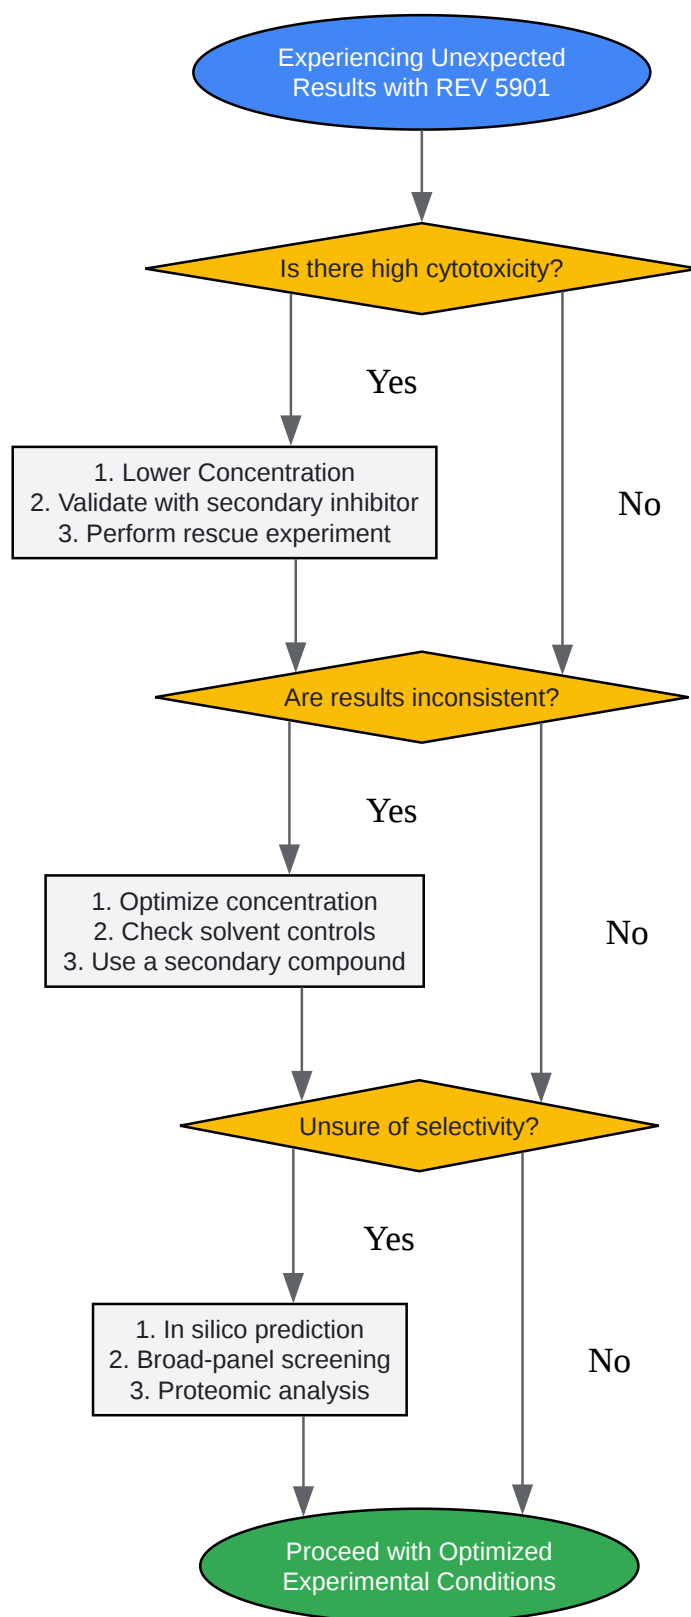 Experiencing Unexpected
Results with REV 5901
Is there high cytotoxicity?
Yes
1. Lower Concentration
2. Validate with secondary inhibitor
3. Perform rescue experiment
No
Are results inconsistent?
Yes
1. Optimize concentration
2. Check solvent controls
3. Use a secondary compound
No
Unsure of selectivity?
Yes
1. In silico prediction
2. Broad-panel screening
3. Proteomic analysis
No
Proceed with Optimized
Experimental Conditions